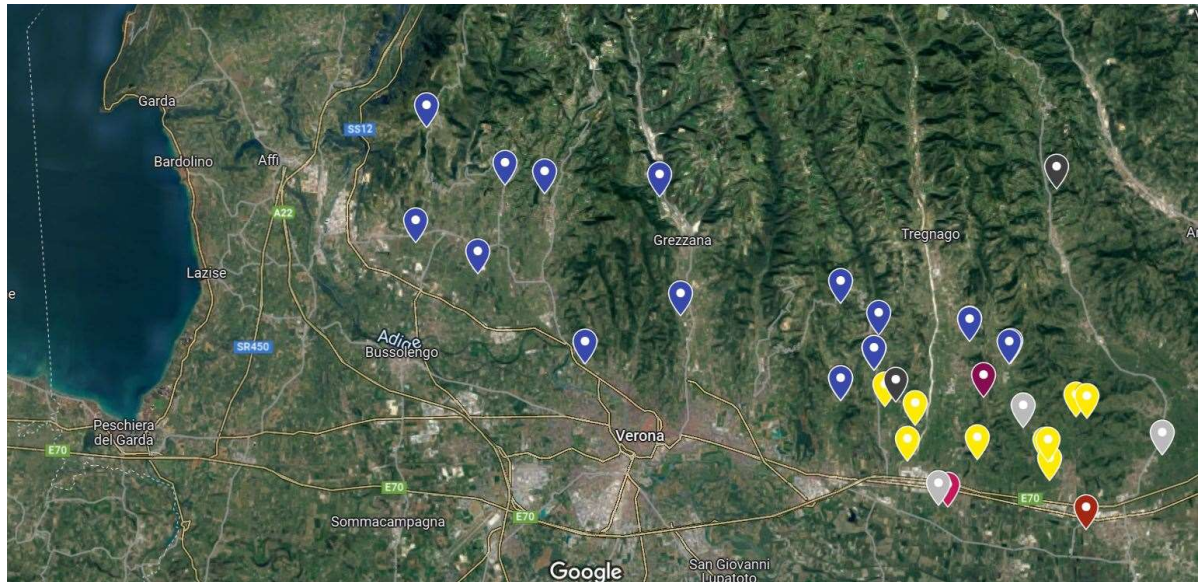 Garda
SS12
Bardolino
Affi
A22
Grezzana
Tregnago
Lazise
Adige
SR450
Bussolengo
Peschiera
del Garda
Verona
E70
E70
E70
E70
Sommacampagna
San Giovanni
Lupatoto
Google